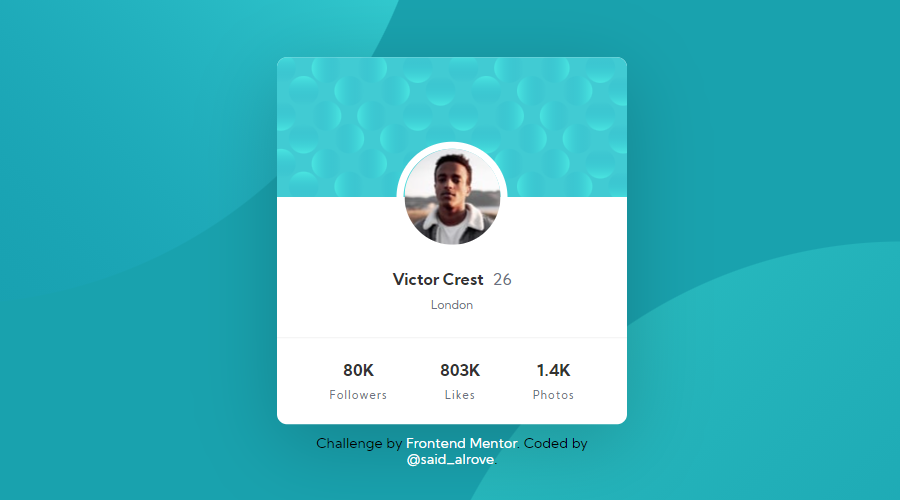 Victor Crest 26
London
80K 803K 1.4K
Followers Likes Photos
Challenge by Frontend Mentor. Coded by
@said_alrove.